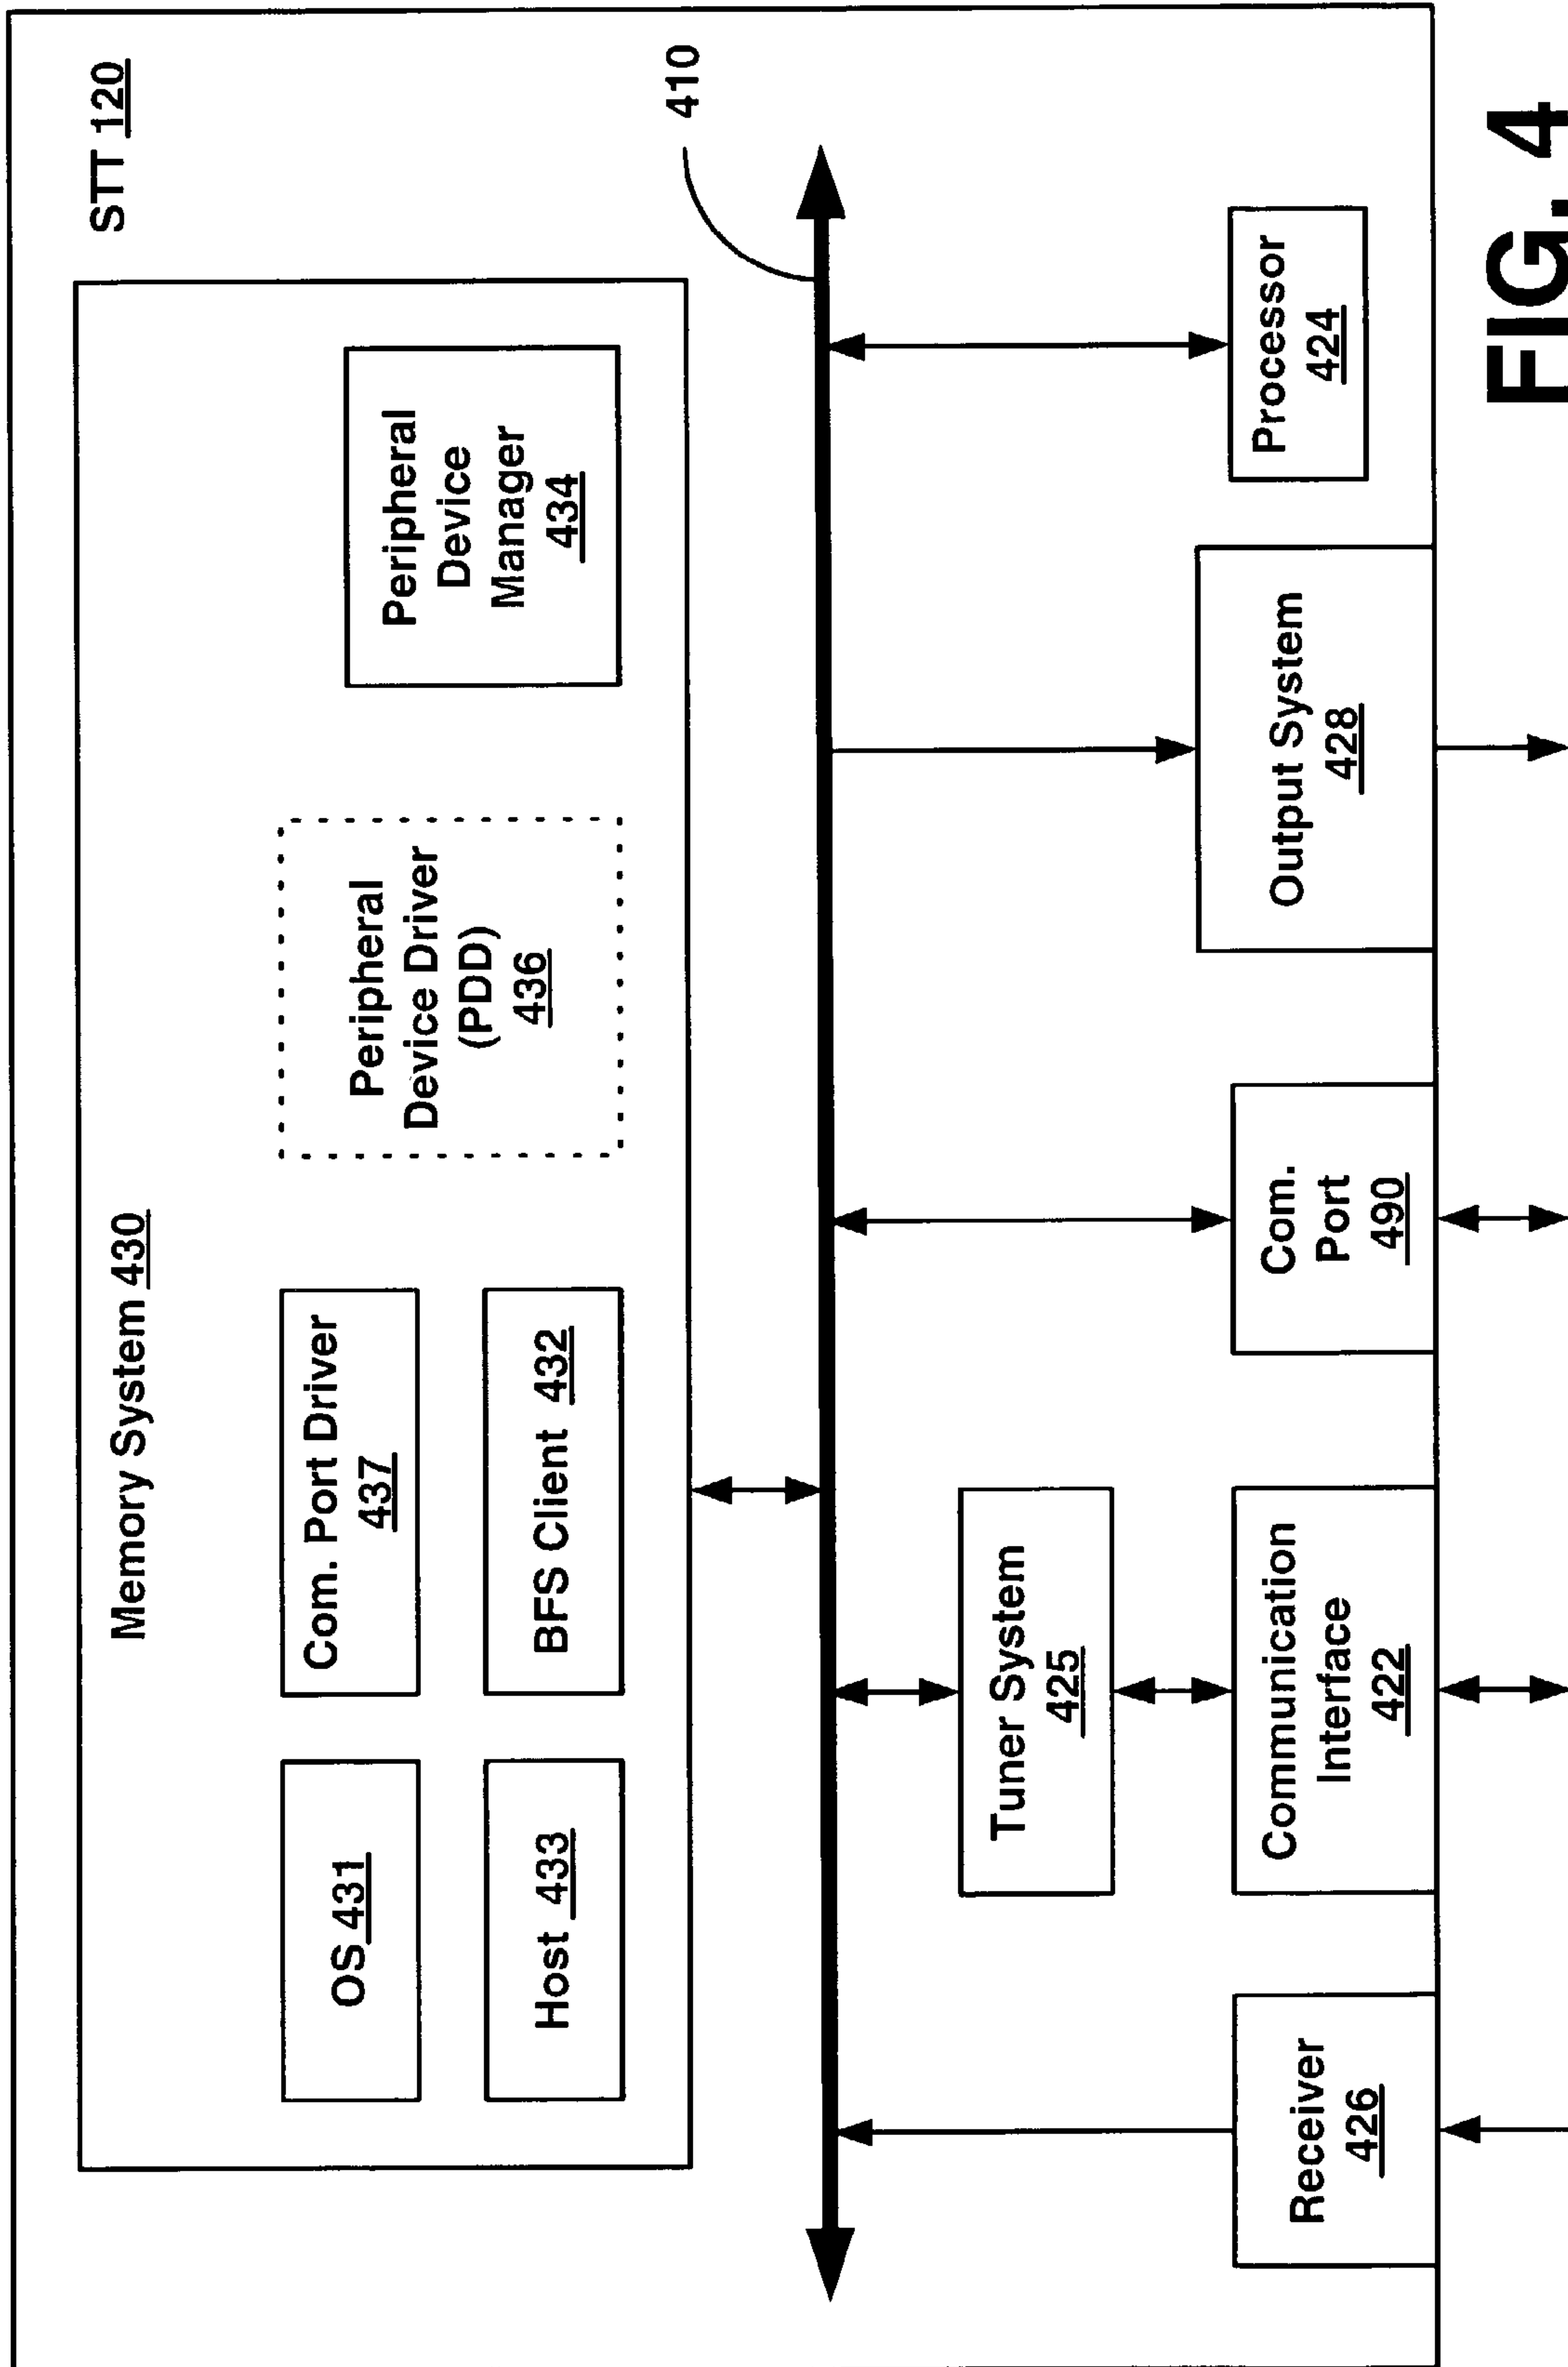 STT 120
Memory System 430
OS 431
Com. Port Driver
437
Peripheral
Device Driver
(PDD)
436
Peripheral
Device
Manager
434
Host 433
BFS Client 432
410
Tuner System
425
Receiver
426
Communication
Interface
422
Com.
Port
490
Output System
428
Processor
424
FIG. 4